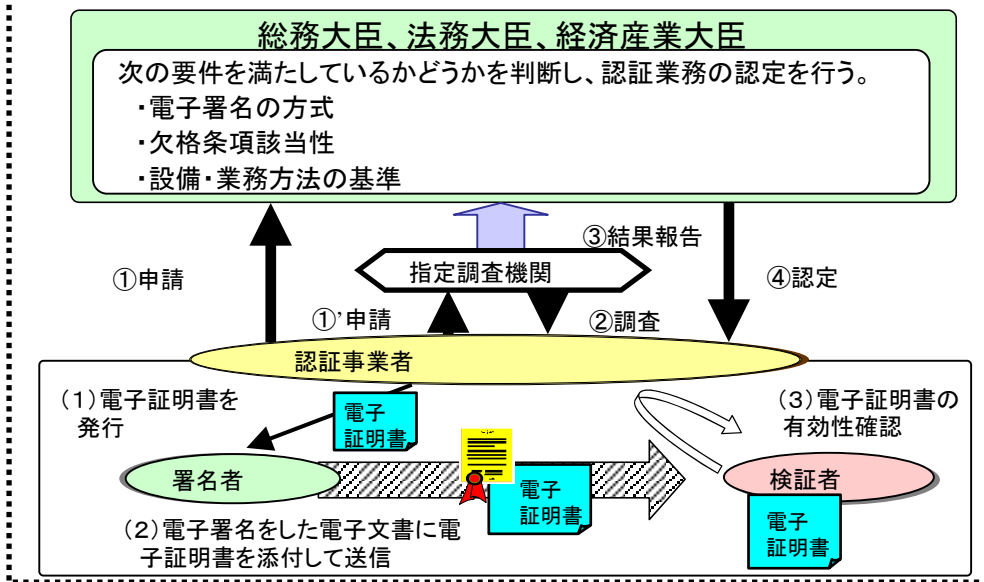 総務大臣、法務大臣、経済産業大臣
次の要件を満たしているかどうかを判断し、認証業務の認定を行う。
・電子署名の方式
・欠格条項該当性
・設備・業務方法の基準
③結果報告
指定調査機関
①申請
④認定
①’申請
②調査
認証事業者
(1)電子証明書を
発行
電子
証明書
(3)電子証明書の
有効性確認
署名者
電子
証明書
検証者
電子
証明書
(2)電子署名をした電子文書に電
子証明書を添付して送信